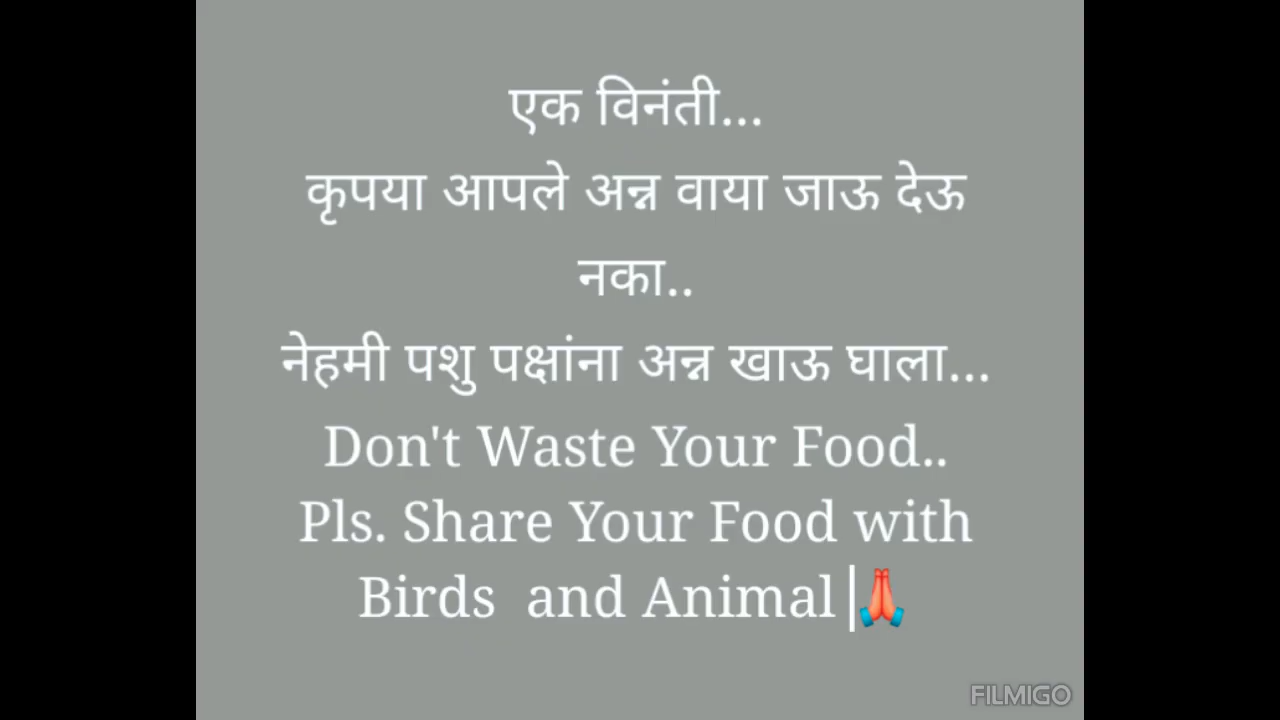 एक विनंती...
कृपया आपले अन्न वाया जाऊ देऊ
नका..
नेहमी पशु पक्षांना अन्न खाऊ घाला...
Don't Waste Your Food..
Pls. Share Your Food with
Birds  and Animal 🙏
FILMIGO